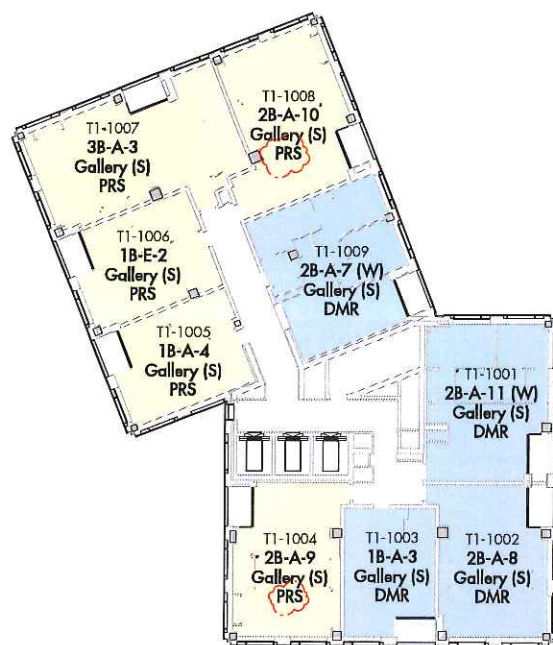 T1-1008
2B-A-10
Gallery (S)
PRS
T1-1007
3B-A-3
Gallery (S)
PRS
T1-1006
1B-E-2
Gallery (S)
PRS
T1-1009
2B-A-7 (W)
Gallery (S)
DMR
T1-1005
1B-A-4
Gallery (S)
PRS
T1-1001
2B-A-11 (W)
Gallery (S)
DMR
T1-1004
2B-A-9
Gallery (S)
PRS
T1-1003
1B-A-3
Gallery (S)
DMR
T1-1002
2B-A-8
Gallery (S)
DMR